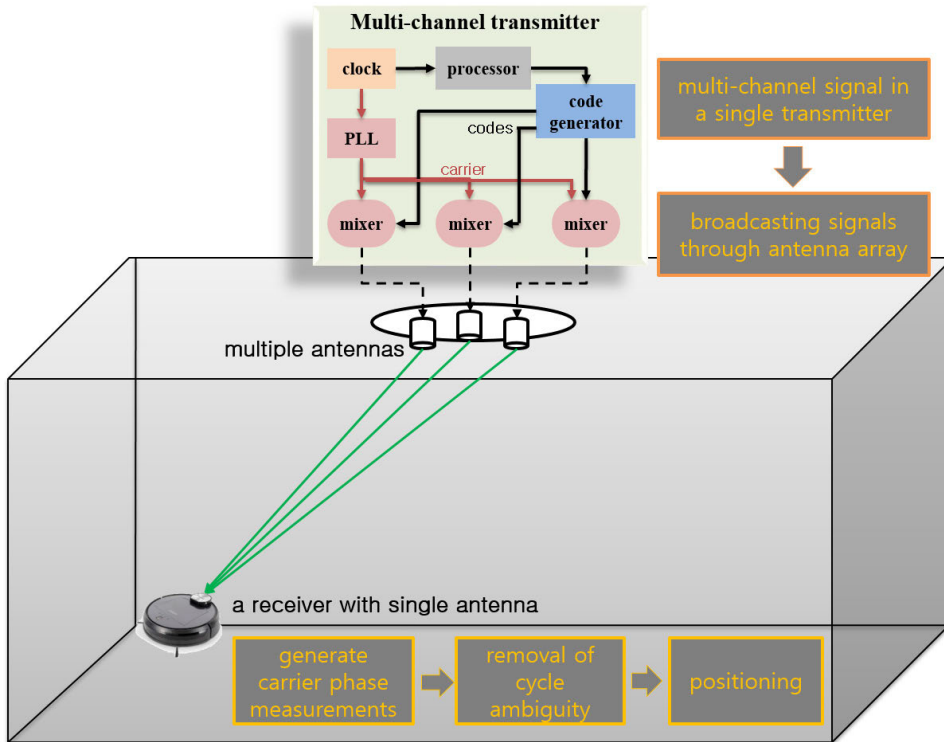 Multi-channel transmitter
clock
processor
code
generator
PLL
codes
carrier
mixer
mixer
mixer
multi-channel signal in
a single transmitter
broadcasting signals
through antenna array
multiple antennas
a receiver with single antenna
generate
carrier phase
measurements
removal of
cycle
ambiguity
positioning